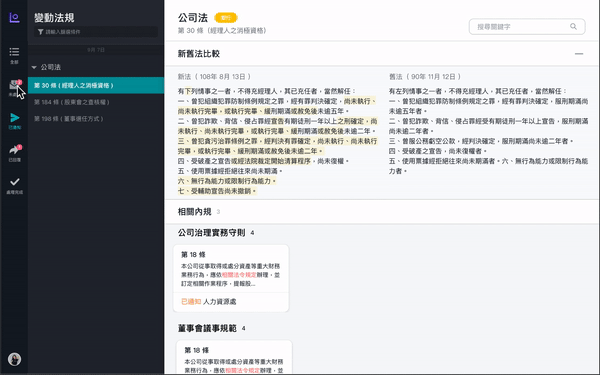 變動法規
請輸入篩選條件
8月 7日
公司法
第 30 條 ( 經理人之消極資格 )
第 184 條 ( 股東會之查核權 )
第 198 條 ( 董事選任方式 )
全部
已通知
已回覆
處理完成
公司法
第 30 條（經理人之消極資格）
搜尋關鍵字
新舊法比較
新法 （ 108年 8月 13日 ）
有下列情事之一者，不得充經理人，其已充任者，當然解任：
一、曾犯組織犯罪防制條例規定之罪，經有罪判決確定，尚未執行、
尚未執行完畢，或執行完畢、緩刑期滿或赦免後未逾五年。
二、曾犯詐欺、背信、侵占罪經宣告有期徒刑一年以上之刑確定，尚
未執行、尚未執行完畢，或執行完畢、緩刑期滿或赦免後未逾二年。
三、曾犯貪污治罪條例之罪，經判決有罪確定，尚未執行、尚未執行
完畢，或執行完畢、緩刑期滿或赦免後未逾二年。
四、受破產之宣告或經法院裁定開始清算程序，尚未復權。
五、使用票據經拒絕往來尚未期滿。
六、無行為能力或限制行為能力。
七、受輔助宣告尚未撤銷。
舊法 （ 90年 11月 12日 ）
有左列情事之一者，不得充經理人，其已充任者，當然解任：
一、曾犯組織犯罪防制條例規定之罪，經有罪判決確定，服刑期滿尚
未逾五年者。
二、曾犯詐欺、背信、侵占罪經受有期徒刑一年以上宣告，服刑期滿
尚未逾二年者。
三、曾服公務虧空公款，經判決確定，服刑期滿尚未逾二年者。
四、受破產之宣告，尚未復權者。
五、使用票據經拒絕往來尚未期滿者。六、無行為能力或限制行為能
力者。
相關內規 3
公司治理實務守則 4
第 18 條
本公司從事取得或處分資產等重大財務
業務行為，應依相關法令規定辦理，並
訂定相關作業程序，提報股...
已通知 人力資源處
董事會議事規範 4
第 18 條
本公司從事取得或處分資產等重大財務
業務行為，應依相關法令規定辦理，並